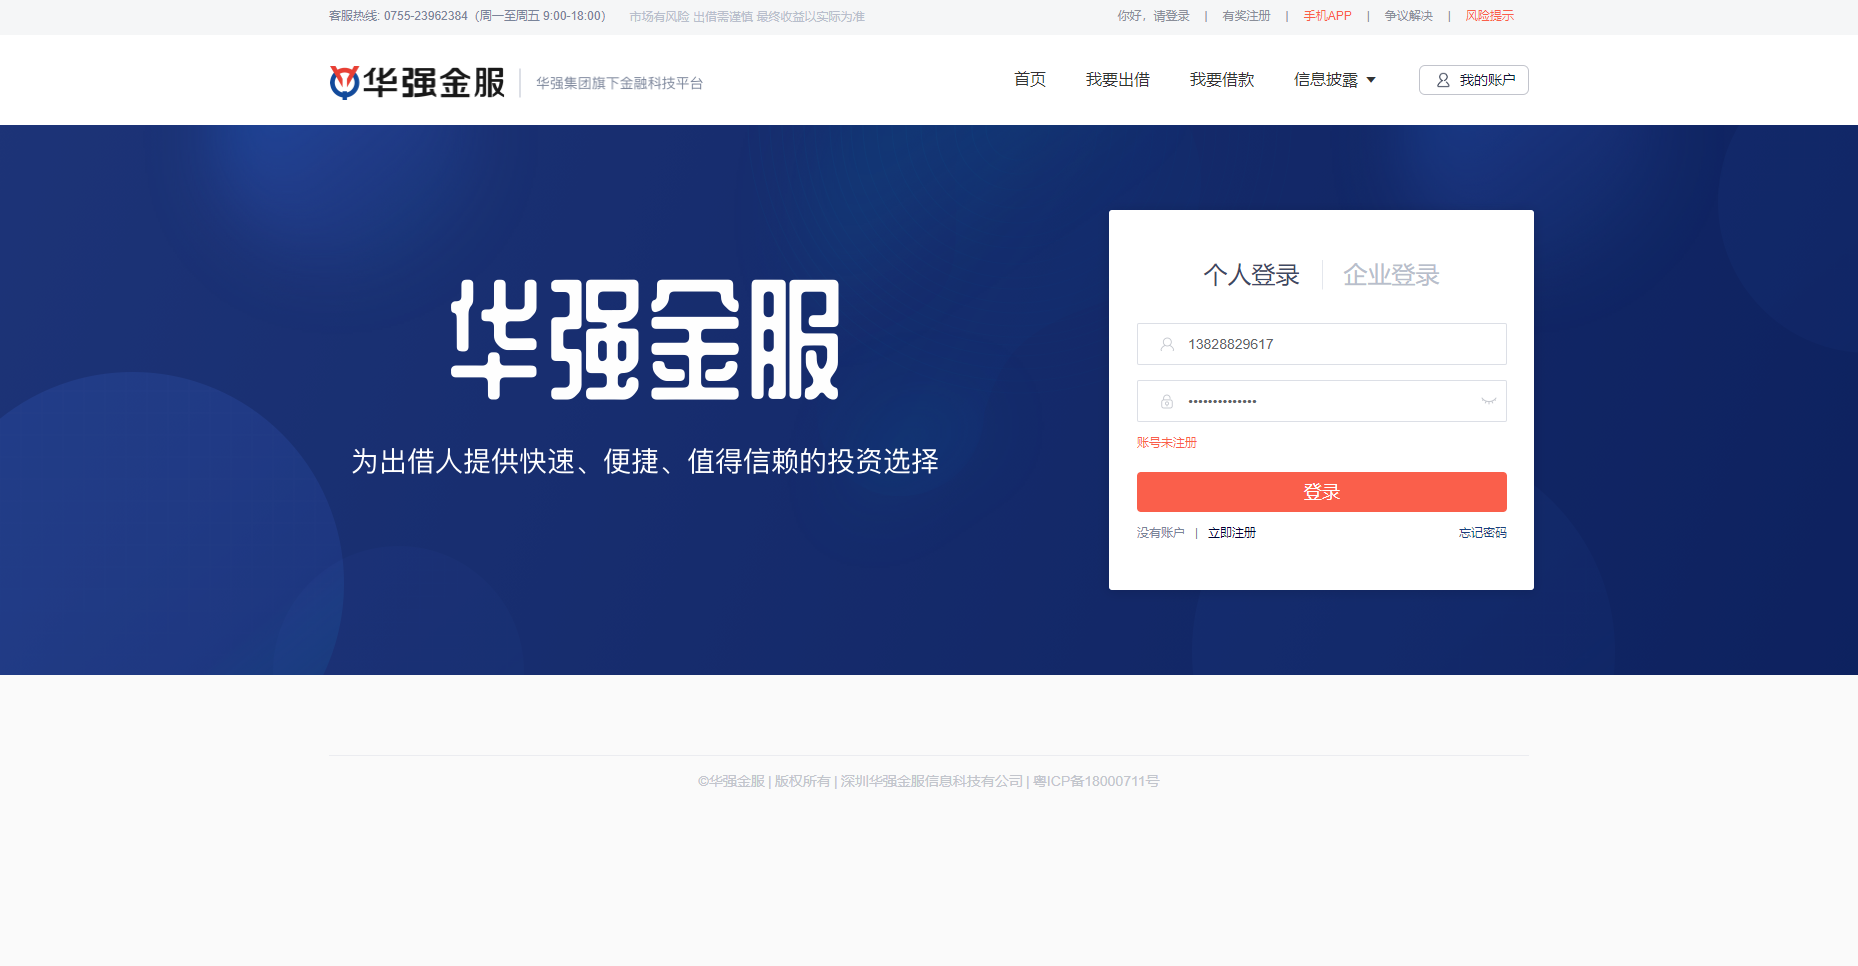 客服热线: 0755-23962384（周一至周五 9:00-18:00） 市场有风险 出借需谨慎 最终收益以实际为准
你好，请登录 | 有奖注册 | 手机APP | 争议解决 | 风险提示
华强金服 华强集团旗下金融科技平台
首页 我要出借 我要借款 信息披露 我的账户
华强金服
为出借人提供快速、便捷、值得信赖的投资选择
个人登录 企业登录
13828829617
••••••••••••••
账号未注册
登录
没有账户 | 立即注册 忘记密码
©华强金服 | 版权所有 | 深圳华强金服信息科技有公司 | 粤ICP备18000711号